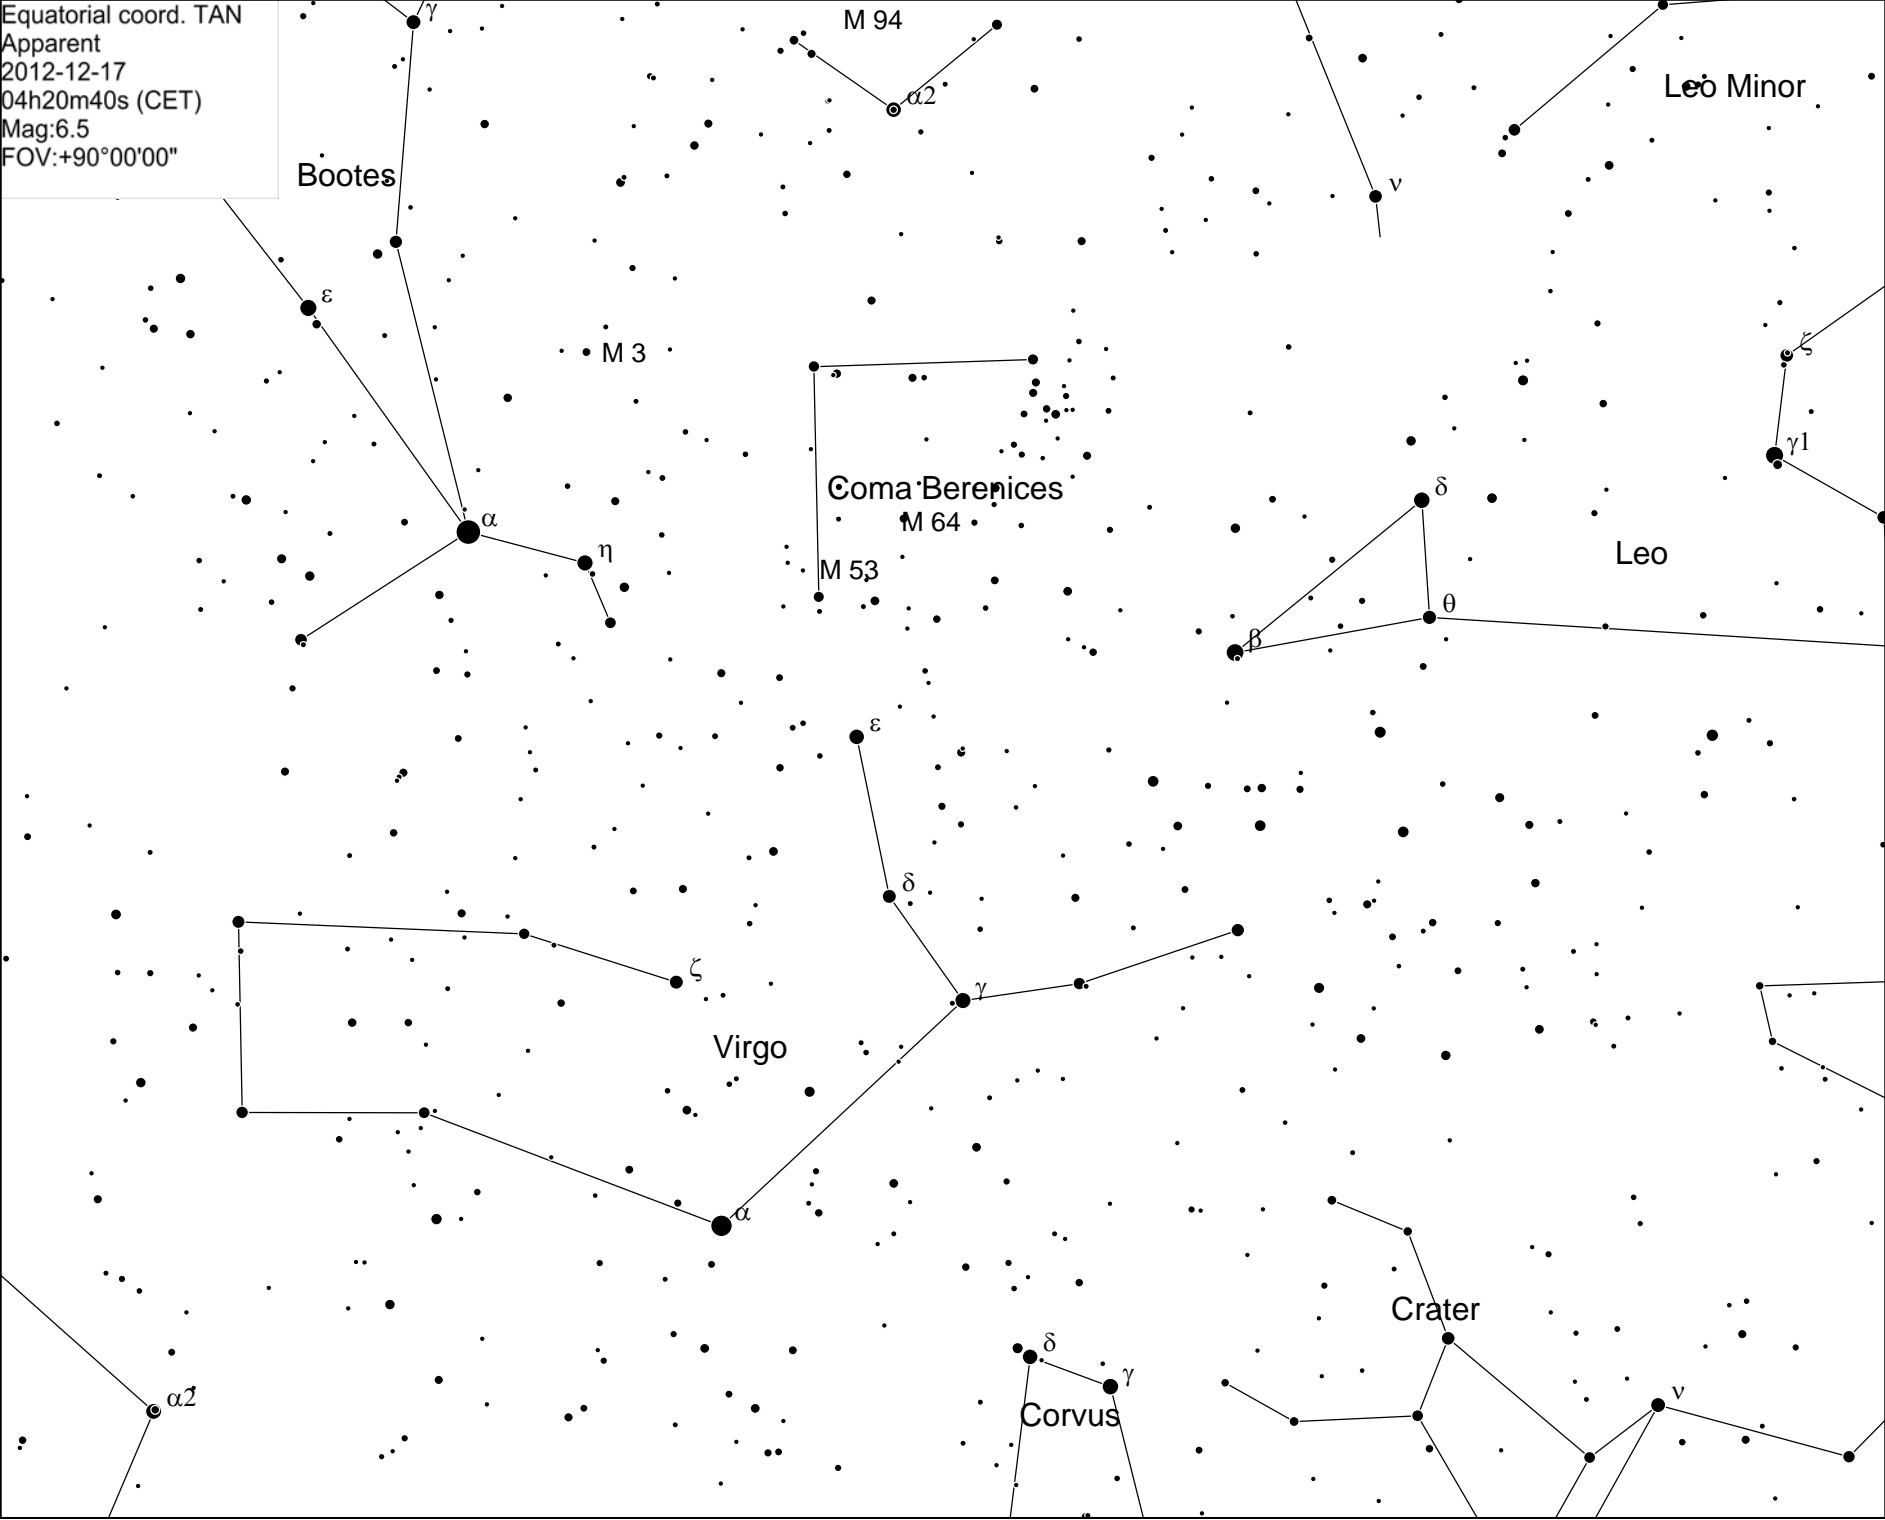 Equatorial coord. TAN
Apparent
2012-12-17
04h20m40s (CET)
Mag:6.5
FOV:+90°00'00"
γ
M 94
α2
Leo Minor
Bootes
ν
ε
ζ
M 3
γ1
Coma Berenices
δ
α
M 64
η
Leo
M 53
θ
β
ε
δ
ζ
γ
Virgo
α
Crater
δ
γ
α2
ν
Corvus